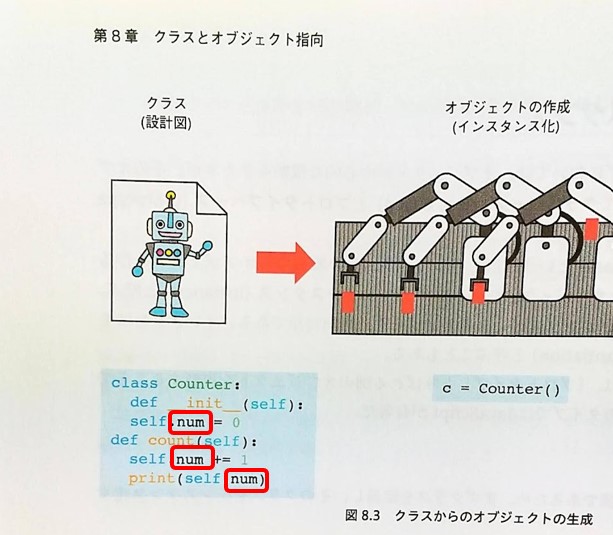 第8章 クラスとオブジェクト指向
クラス
(設計図)
オブジェクトの作成
(インスタンス化)
class Counter:
def __init__(self):
self.num = 0
def count(self):
self.num += 1
print(self.num)
c = Counter()
図 8.3 クラスからのオブジェクトの生成